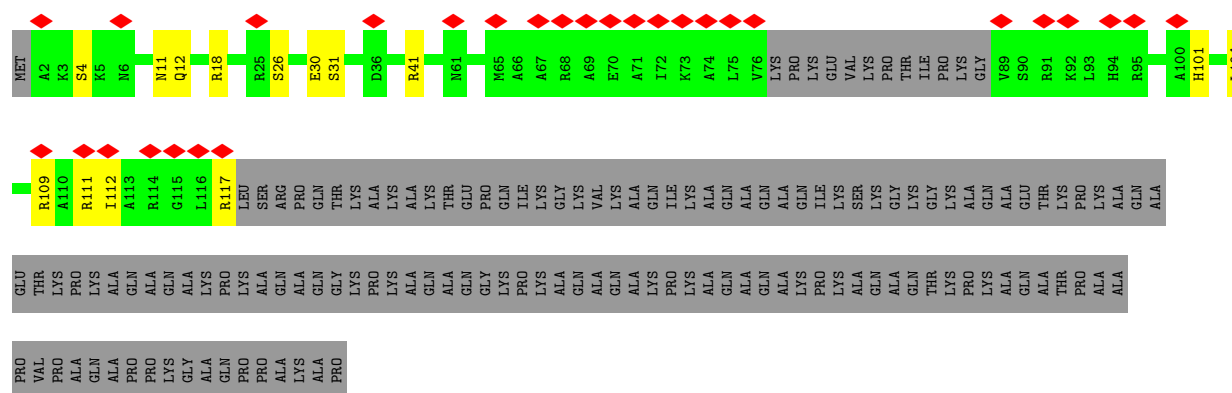 MET A2 K3 S4 K5 N6 N11 Q12 R18 R25 S26 E30 S31 D36 R41 N61 M65 A66 A67 R68 A69 E70 A71 I72 K73 A74 L75 V76 LYS PRO LYS GLU VAL LYS PRO THR ILE PRO LYS GLY V89 S90 R91 K92 L93 H94 R95 A100 H101
R109 A110 R111 I112 A113 R114 G115 L116 R117 LEU SER ARG PRO GLN THR LYS ALA LYS ALA LYS THR GLU PRO GLN ILE LYS GLY LYS VAL LYS ALA GLN ILE LYS ALA GLN ALA GLN ALA GLN ILE LYS SER LYS GLY LYS GLY LYS ALA GLN ALA GLU THR LYS PRO LYS ALA GLN ALA
GLU THR LYS PRO LYS ALA GLN ALA GLN ALA LYS PRO LYS ALA GLN ALA GLN GLY LYS PRO LYS ALA GLN ALA GLN GLY LYS PRO LYS ALA GLN ALA GLN ALA LYS PRO LYS ALA GLN ALA GLN ALA LYS PRO LYS ALA GLN ALA GLN THR LYS PRO LYS ALA GLN ALA THR PRO ALA ALA
PRO VAL PRO ALA GLN ALA PRO PRO LYS GLY ALA GLN PRO PRO ALA LYS ALA PRO